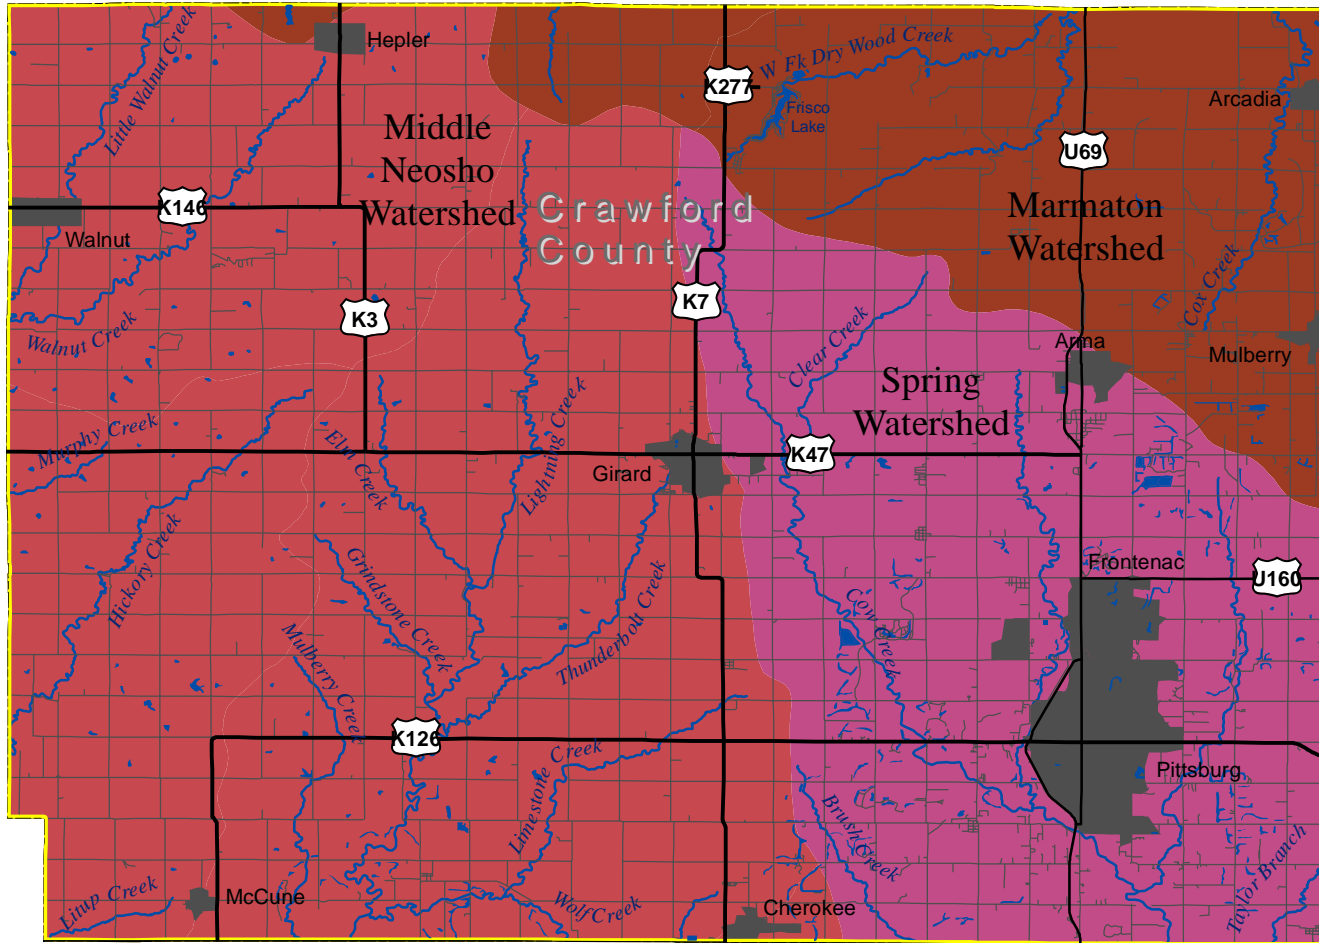 Little Walnut Creek
Hepler
K277
W Fk Dry Wood Creek
Frisco
Lake
Arcadia
Middle
Neosho
Watershed
U69
K146
Walnut
Crawford
County
Marmaton
Watershed
K3
K7
Walnut Creek
Clear Creek
Cox Creek
Arma
Mulberry
Spring
Watershed
Murphy Creek
Elm Creek
Lightning Creek
Girard
K47
Hickory Creek
Grindstone Creek
Thunderbolt Creek
Frontenac
U160
Mulberry Creek
Cow Creek
K126
Limestone Creek
Pittsburg
Brush Creek
Taylor Branch
Litup Creek
McCune
Wolf Creek
Cherokee